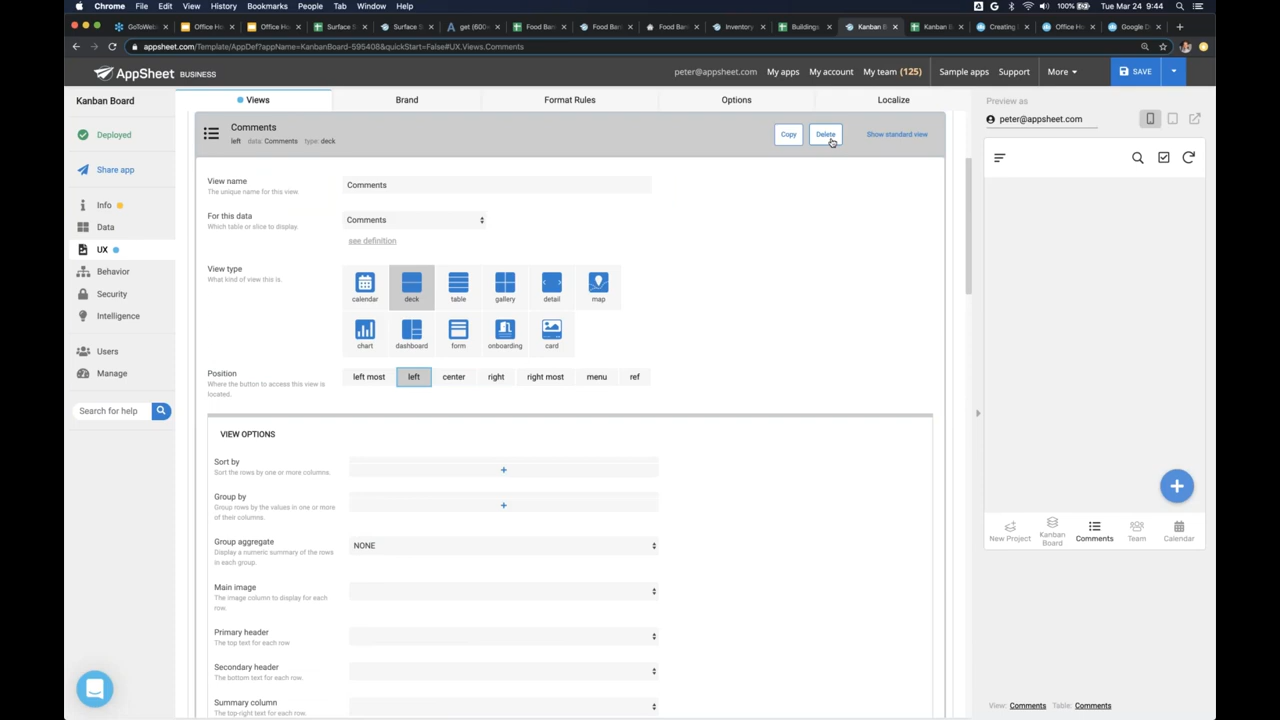 Chrome File Edit View History Bookmarks People Tab Window Help 100% Tue Mar 24 9:44
GoToWeb Office H Office H Surface S Surface S get (600+ Food Ban Food Ban Food Ban Inventory Buildings Kanban B Kanban Creating Office H Google D
appsheet.com/Template/AppDef?appName=KanbanBoard-595408&quickStart=False#UX.Views.Comments
AppSheet BUSINESS
peter@appsheet.com My apps My account My team (125) Sample apps Support More SAVE
Kanban Board
Deployed
Share app
Info
Data
UX
Behavior
Security
Intelligence
Users
Manage
Search for help
Views Brand Format Rules Options Localize
Comments
left data: Comments type: deck
Copy Delete Show standard view
View name
The unique name for this view.
Comments
For this data
Which table or slice to display.
Comments
see definition
View type
What kind of view this is.
calendar deck table gallery detail map
chart dashboard form onboarding card
Position
Where the button to access this view is
located.
left most left center right right most menu ref
VIEW OPTIONS
Sort by
Sort the rows by one or more columns.
Group by
Group rows by the values in one or more
of their columns.
Group aggregate
Display a numeric summary of the rows
in each group.
NONE
Main image
The image column to display for each
row.
Primary header
The top text for each row
Secondary header
The bottom text for each row.
Summary column
The top-right text for each row.
Preview as
peter@appsheet.com
New Project Kanban Board Comments Team Calendar
View: Comments Table: Comments